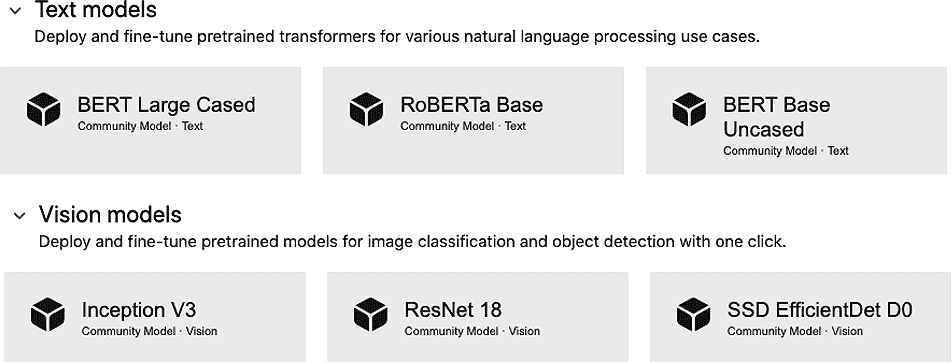 Text models
Deploy and fine-tune pretrained transformers for various natural language processing use cases.
BERT Large Cased
Community Model · Text
RoBERTa Base
Community Model · Text
BERT Base
Uncased
Community Model · Text
Vision models
Deploy and fine-tune pretrained models for image classification and object detection with one click.
Inception V3
Community Model · Vision
ResNet 18
Community Model · Vision
SSD EfficientDet D0
Community Model · Vision